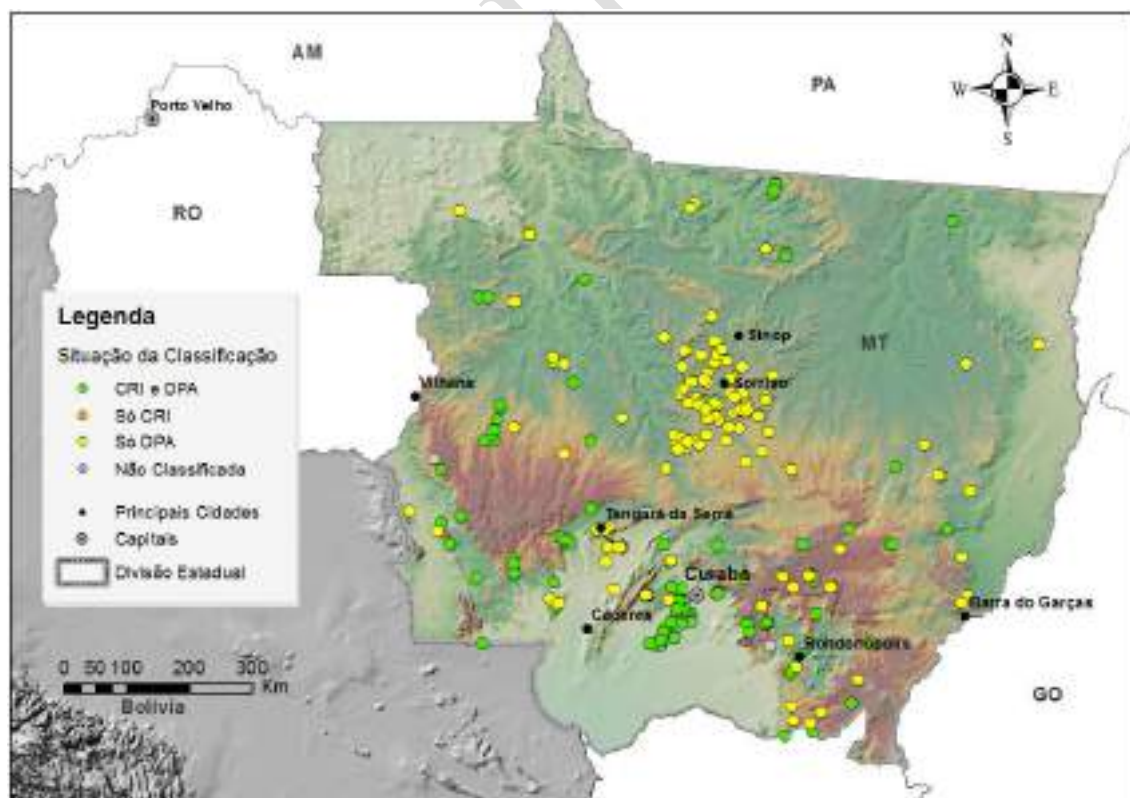 AM
PA
N
W E
S
Porto Velho
RO
Legenda
Situação da Classificação
CRI e DPA
Só CRI
Só DPA
Não Classificada
Principais Cidades
Capitais
Divisão Estadual
Sinop
MT
Sorriso
Vilhena
Tangará da Serra
Cuiabá
Cáceres
Barra do Garças
Rondonópolis
0 50 100 200 300
Km
Bolívia
GO